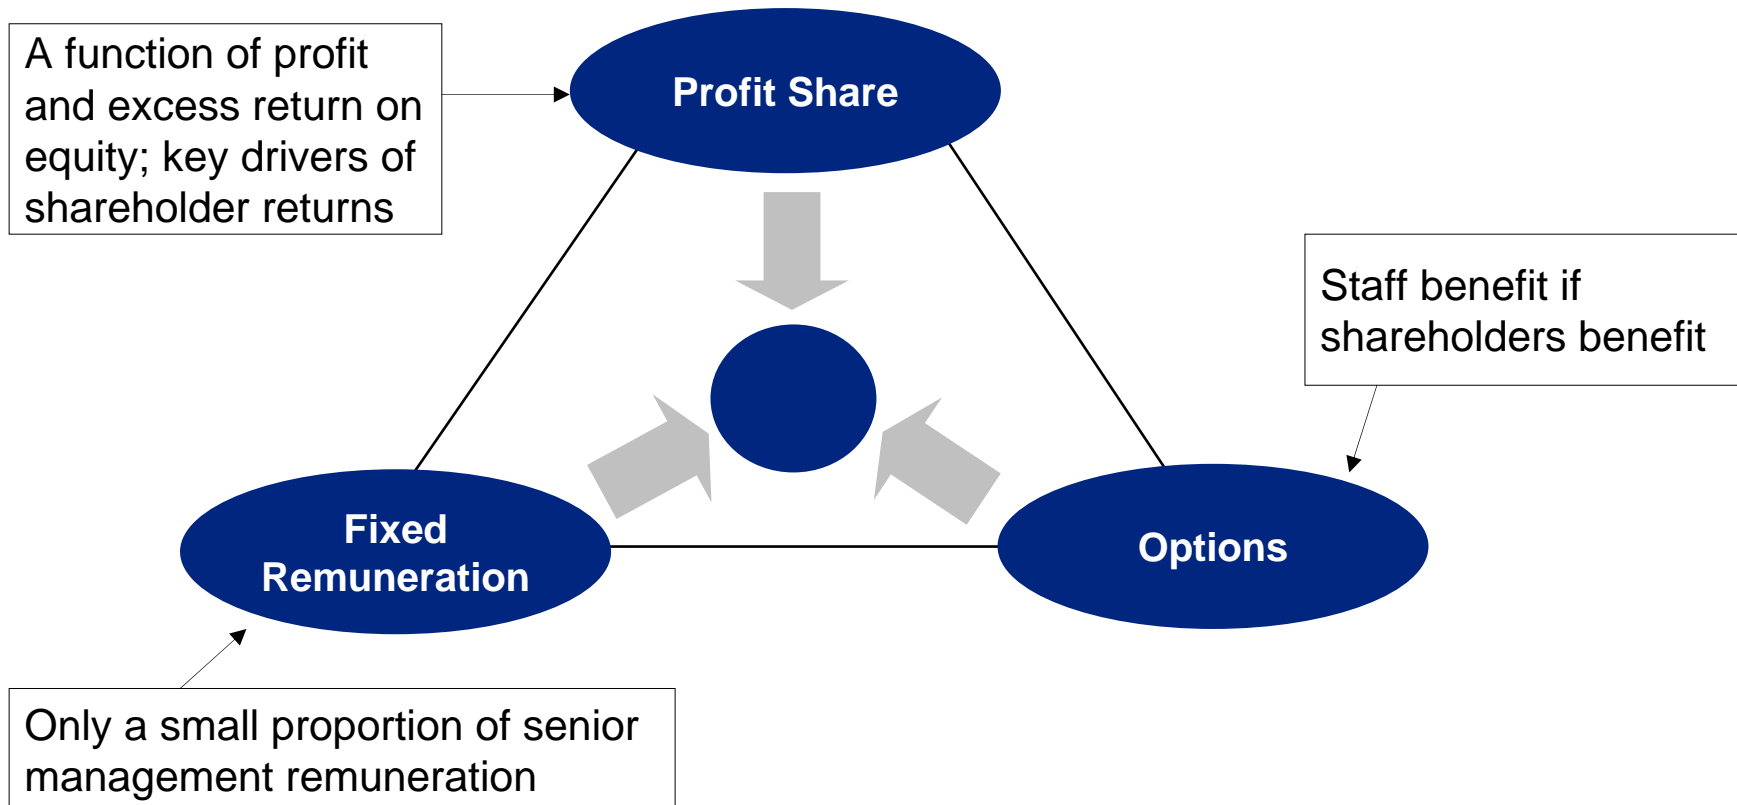 A function of profit
and excess return on
equity; key drivers of
shareholder returns
Profit Share
Staff benefit if
shareholders benefit
Fixed
Remuneration
Options
Only a small proportion of senior
management remuneration